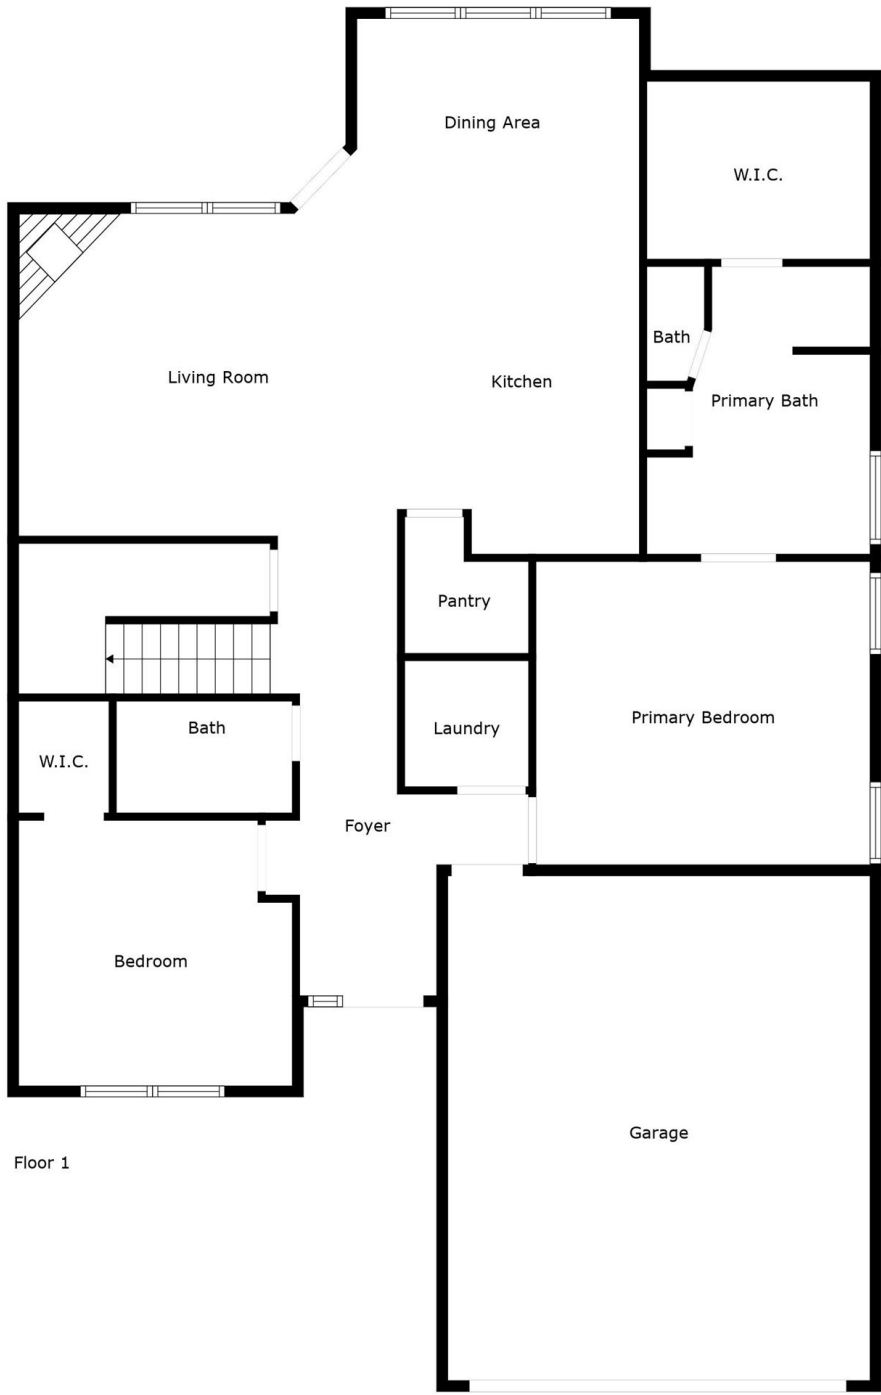 Dining Area
W.I.C.
Bath
Living Room
Kitchen
Primary Bath
Pantry
Primary Bedroom
Bath
Laundry
W.I.C.
Foyer
Bedroom
Garage
Floor 1